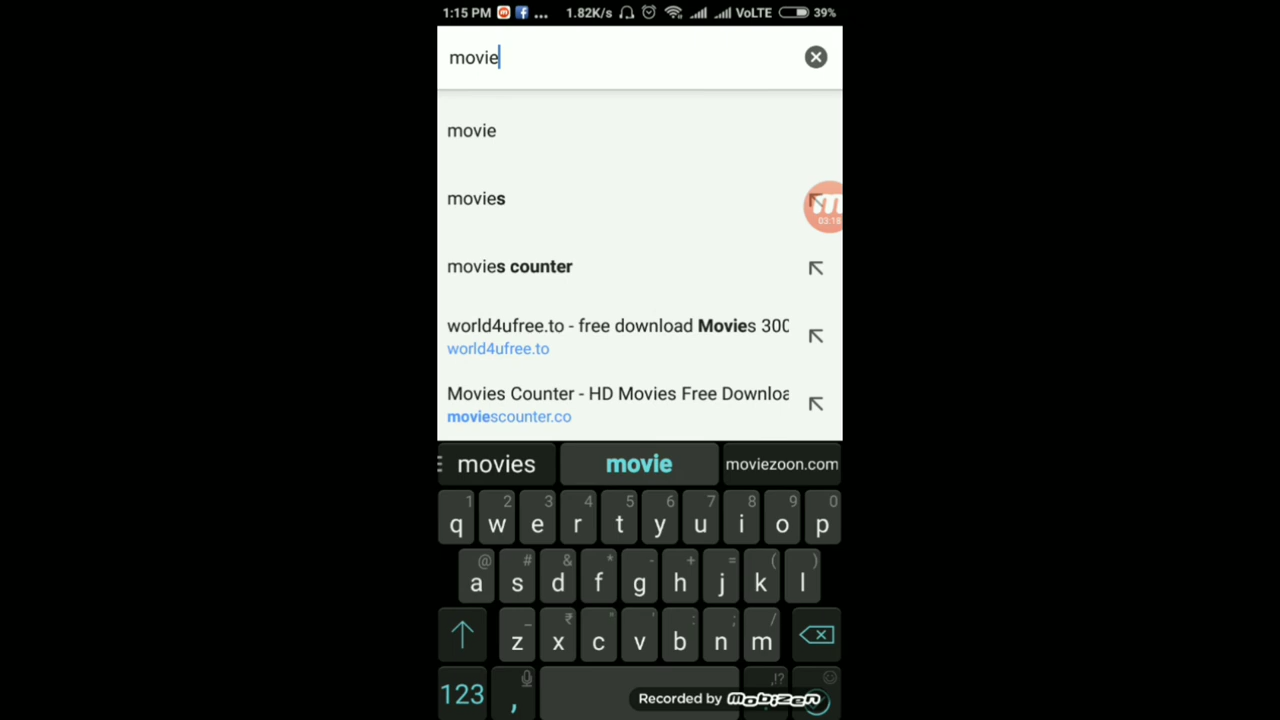 1:15 PM ... 1.82K/s VoLTE 39%
movie
movie
movies
03:18
movies counter
world4ufree.to - free download Movies 300
world4ufree.to
Movies Counter - HD Movies Free Downloa
moviescounter.co
movies movie moviezoon.com
1 2 3 4 5 6 7 8 9 0
q w e r t y u i o p
@ # & * - + = ( )
a s d f g h j k l
_ ₹ " ' : ; /
z x c v b n m
123 , ,!?
Recorded by mobizen